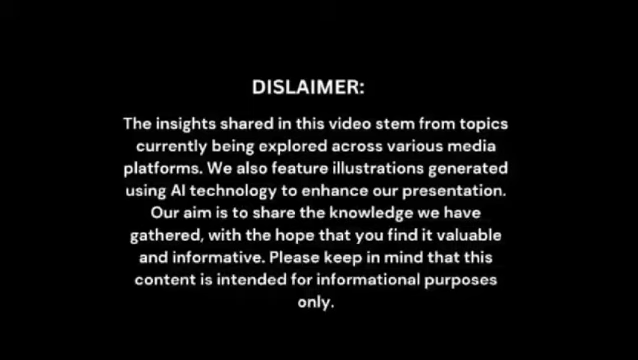 DISLAIMER:
The insights shared in this video stem from topics
currently being explored across various media
platforms. We also feature illustrations generated
using AI technology to enhance our presentation.
Our aim is to share the knowledge we have
gathered, with the hope that you find it valuable
and informative. Please keep in mind that this
content is intended for informational purposes
only.